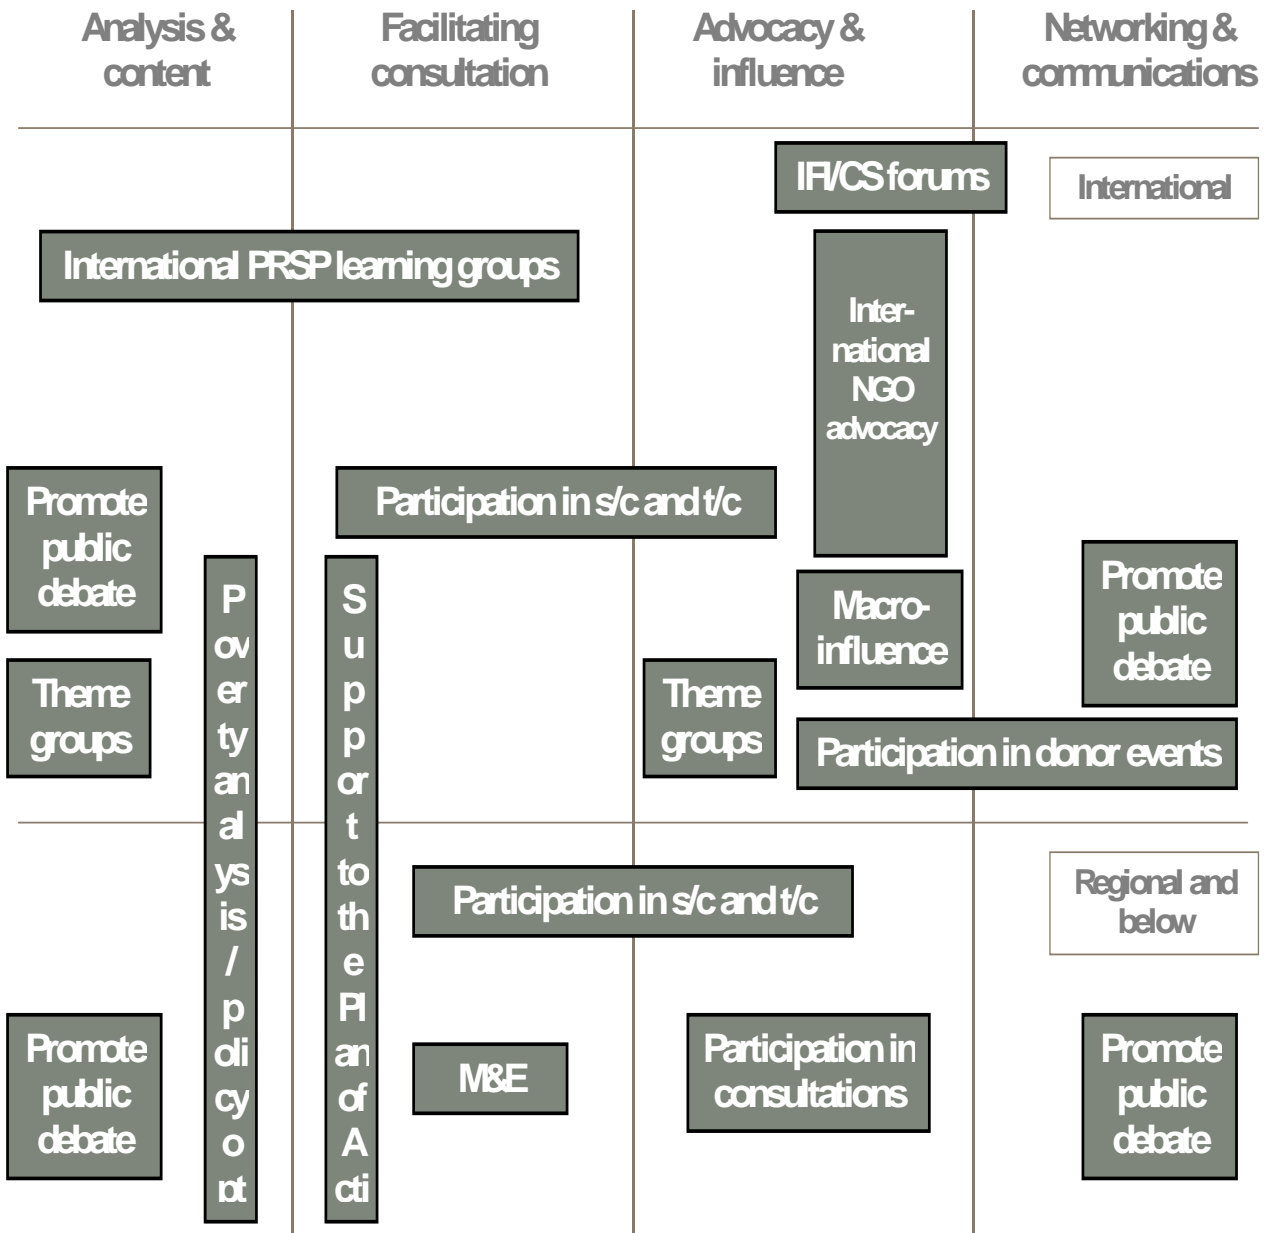 Analysis &
content
Facilitating
consultation
Advocacy &
influence
Networking &
communications
IFI/CS forums
International
International PRSP learning groups
Inter-
national
NGO
advocacy
Promote
public
debate
Participation in s/c and t/c
P
ov
er
ty
an
al
ys
is
/
p
oli
cy
o
pt
S
u
p
p
or
t
to
th
e
Pl
an
of
A
cti
Macro-
influence
Promote
public
debate
Theme
groups
Theme
groups
Participation in donor events
Participation in s/c and t/c
Regional and
below
Promote
public
debate
M&E
Participation in
consultations
Promote
public
debate